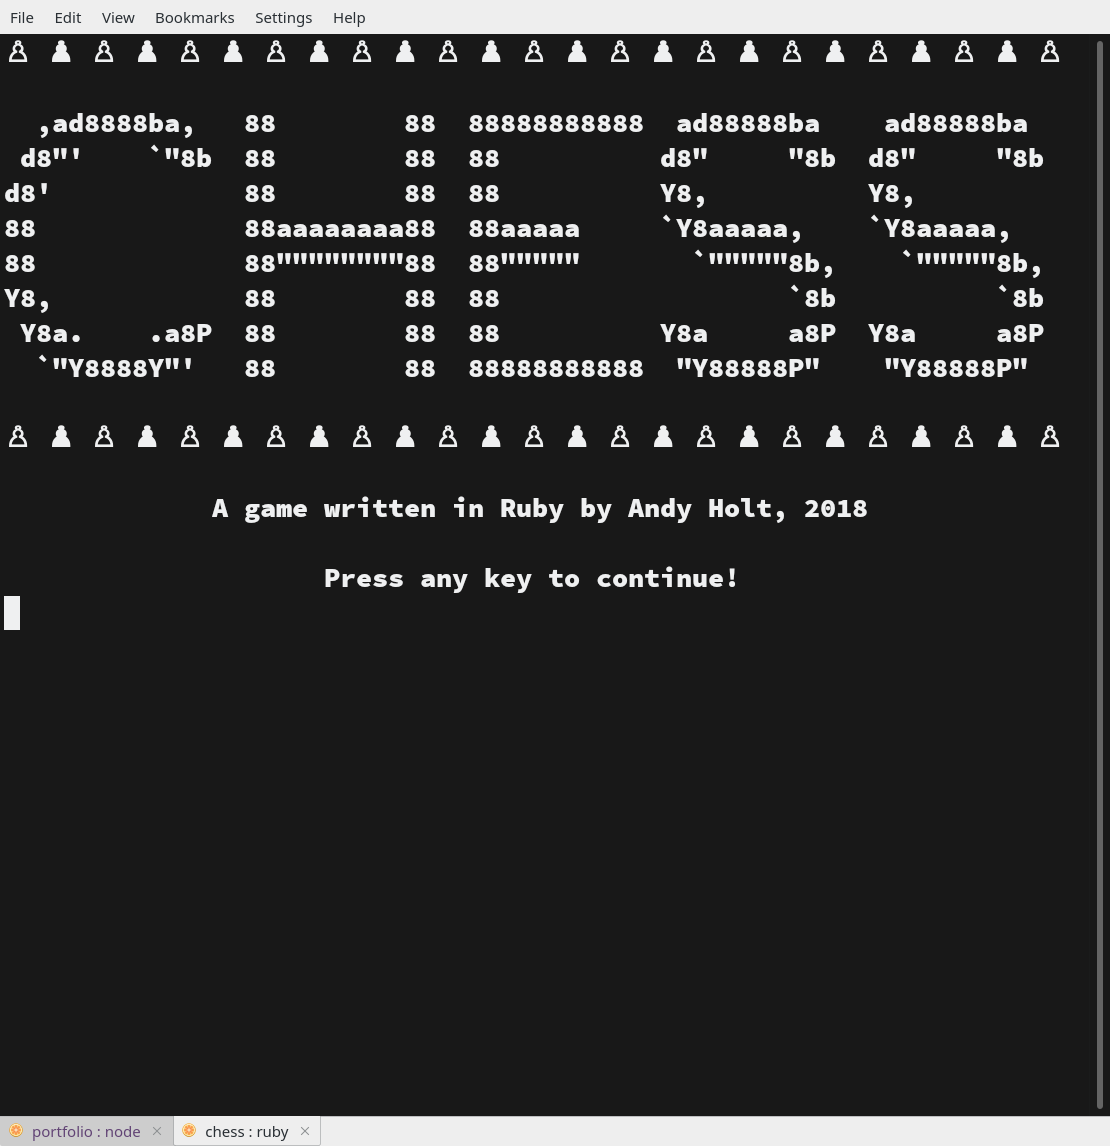 File Edit View Bookmarks Settings Help
♙ ♟ ♙ ♟ ♙ ♟ ♙ ♟ ♙ ♟ ♙ ♟ ♙ ♟ ♙ ♟ ♙ ♟ ♙ ♟ ♙ ♟ ♙ ♟ ♙
  ,ad8888ba,   88        88  88888888888  ad88888ba    ad88888ba
 d8"'    `"8b  88        88  88          d8"     "8b  d8"     "8b
d8'            88        88  88          Y8,          Y8,
88             88aaaaaaaa88  88aaaaa     `Y8aaaaa,    `Y8aaaaa,
88             88""""""""88  88"""""       `"""""8b,    `"""""8b,
Y8,            88        88  88                  `8b          `8b
 Y8a.    .a8P  88        88  88          Y8a     a8P  Y8a     a8P
  `"Y8888Y"'   88        88  88888888888  "Y88888P"    "Y88888P"
♙ ♟ ♙ ♟ ♙ ♟ ♙ ♟ ♙ ♟ ♙ ♟ ♙ ♟ ♙ ♟ ♙ ♟ ♙ ♟ ♙ ♟ ♙ ♟ ♙
A game written in Ruby by Andy Holt, 2018
Press any key to continue!
portfolio : node chess : ruby